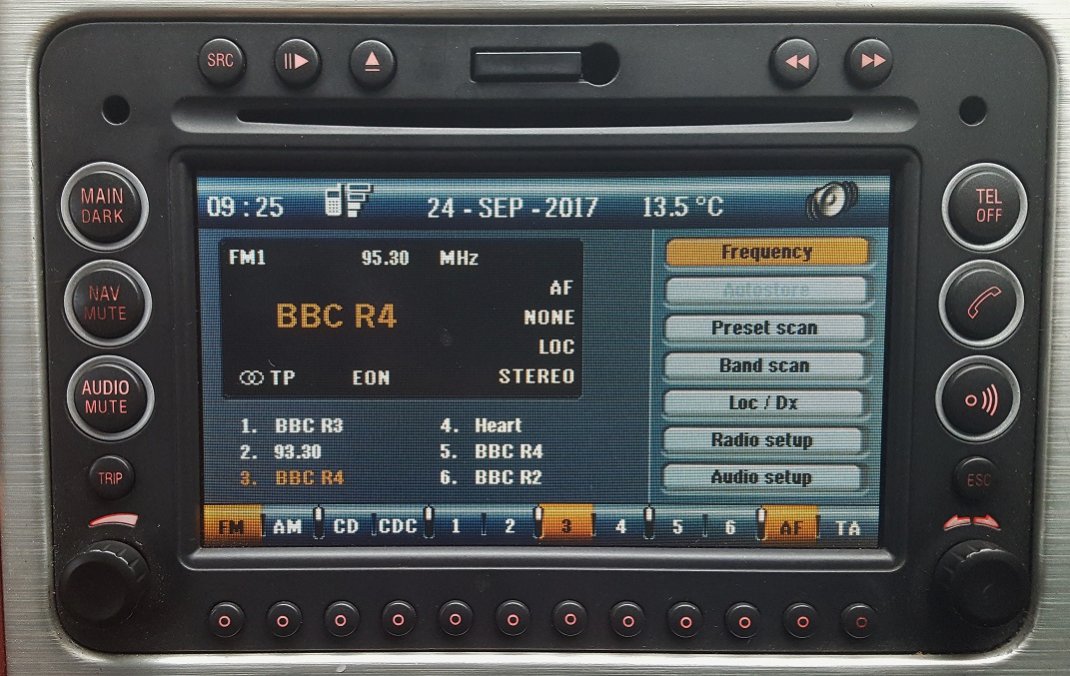 SRC
MAIN
DARK
NAV
MUTE
AUDIO
MUTE
TRIP
09 : 25 24 - SEP - 2017 13.5 °C
FM1 95.30 MHz
AF
BBC R4
NONE
LOC
TP EON STEREO
1. BBC R3 4. Heart
2. 93.30 5. BBC R4
3. BBC R4 6. BBC R2
Frequency
Autostore
Preset scan
Band scan
Loc / Dx
Radio setup
Audio setup
FM AM CD CDC 1 2 3 4 5 6 AF TA
TEL
OFF
ESC